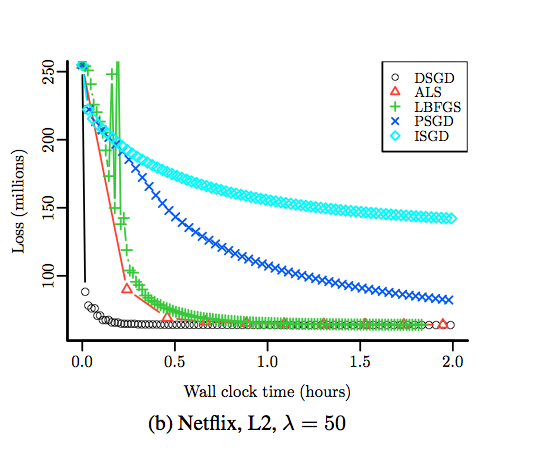 250
200
150
100
Loss (millions)
DSGD
ALS
LBFGS
PSGD
ISGD
0.0 0.5 1.0 1.5 2.0
Wall clock time (hours)
(b) Netflix, L2, λ = 50